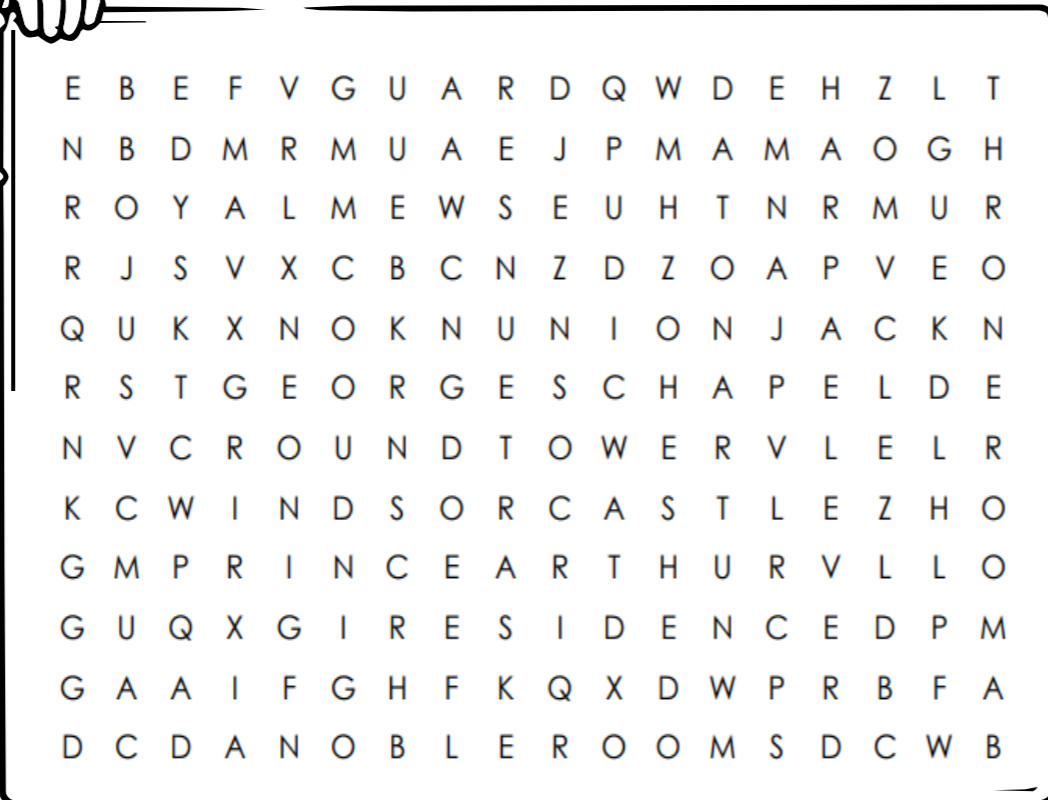 E B E F V G U A R D Q W D E H Z L T
N B D M R M U A E J P M A M A O G H
R O Y A L M E W S E U H T N R M U R
R J S V X C B C N Z D Z O A P V E O
Q U K X N O K N U N I O N J A C K N
R S T G E O R G E S C H A P E L D E
N V C R O U N D T O W E R V L E L R
K C W I N D S O R C A S T L E Z H O
G M P R I N C E A R T H U R V L L O
G U Q X G I R E S I D E N C E D P M
G A A I F G H F K Q X D W P R B F A
D C D A N O B L E R O O M S D C W B